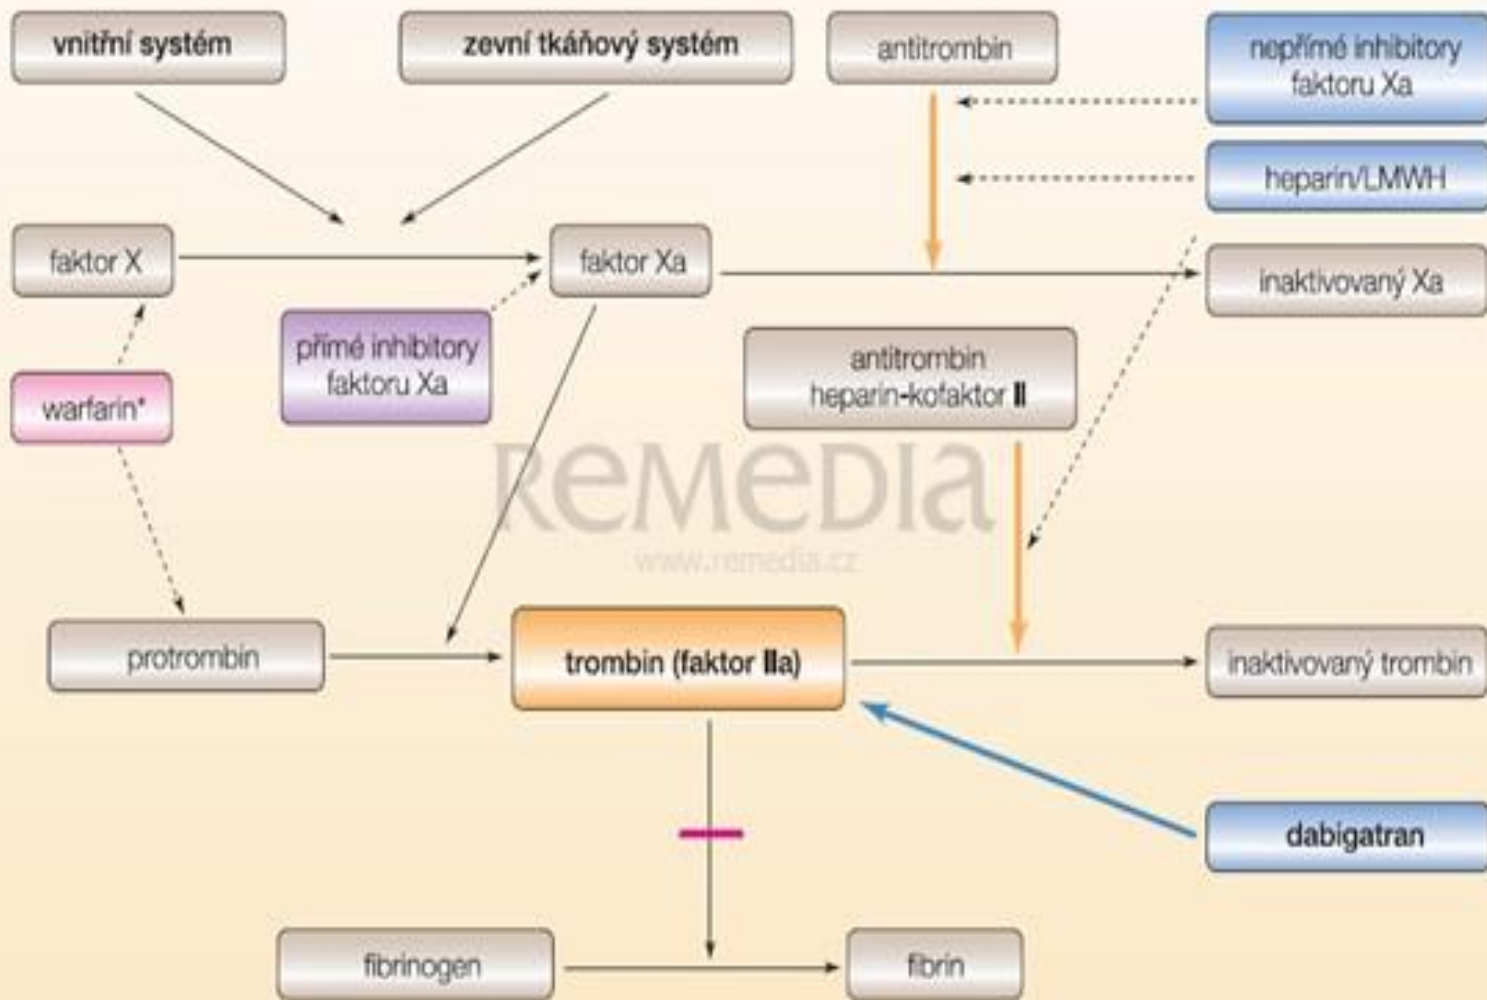 vnitřní systém
zevní tkáňový systém
antitrombin
nepřímé inhibitory
faktoru Xa
heparin/LMWH
faktor X
faktor Xa
inaktivovaný Xa
přímé inhibitory
faktoru Xa
antitrombin
heparin-kofaktor II
warfarin*
ReMeDIa
www.remedia.cz
protrombin
trombin (faktor IIa)
inaktivovaný trombin
dabigatran
fibrinogen
fibrin